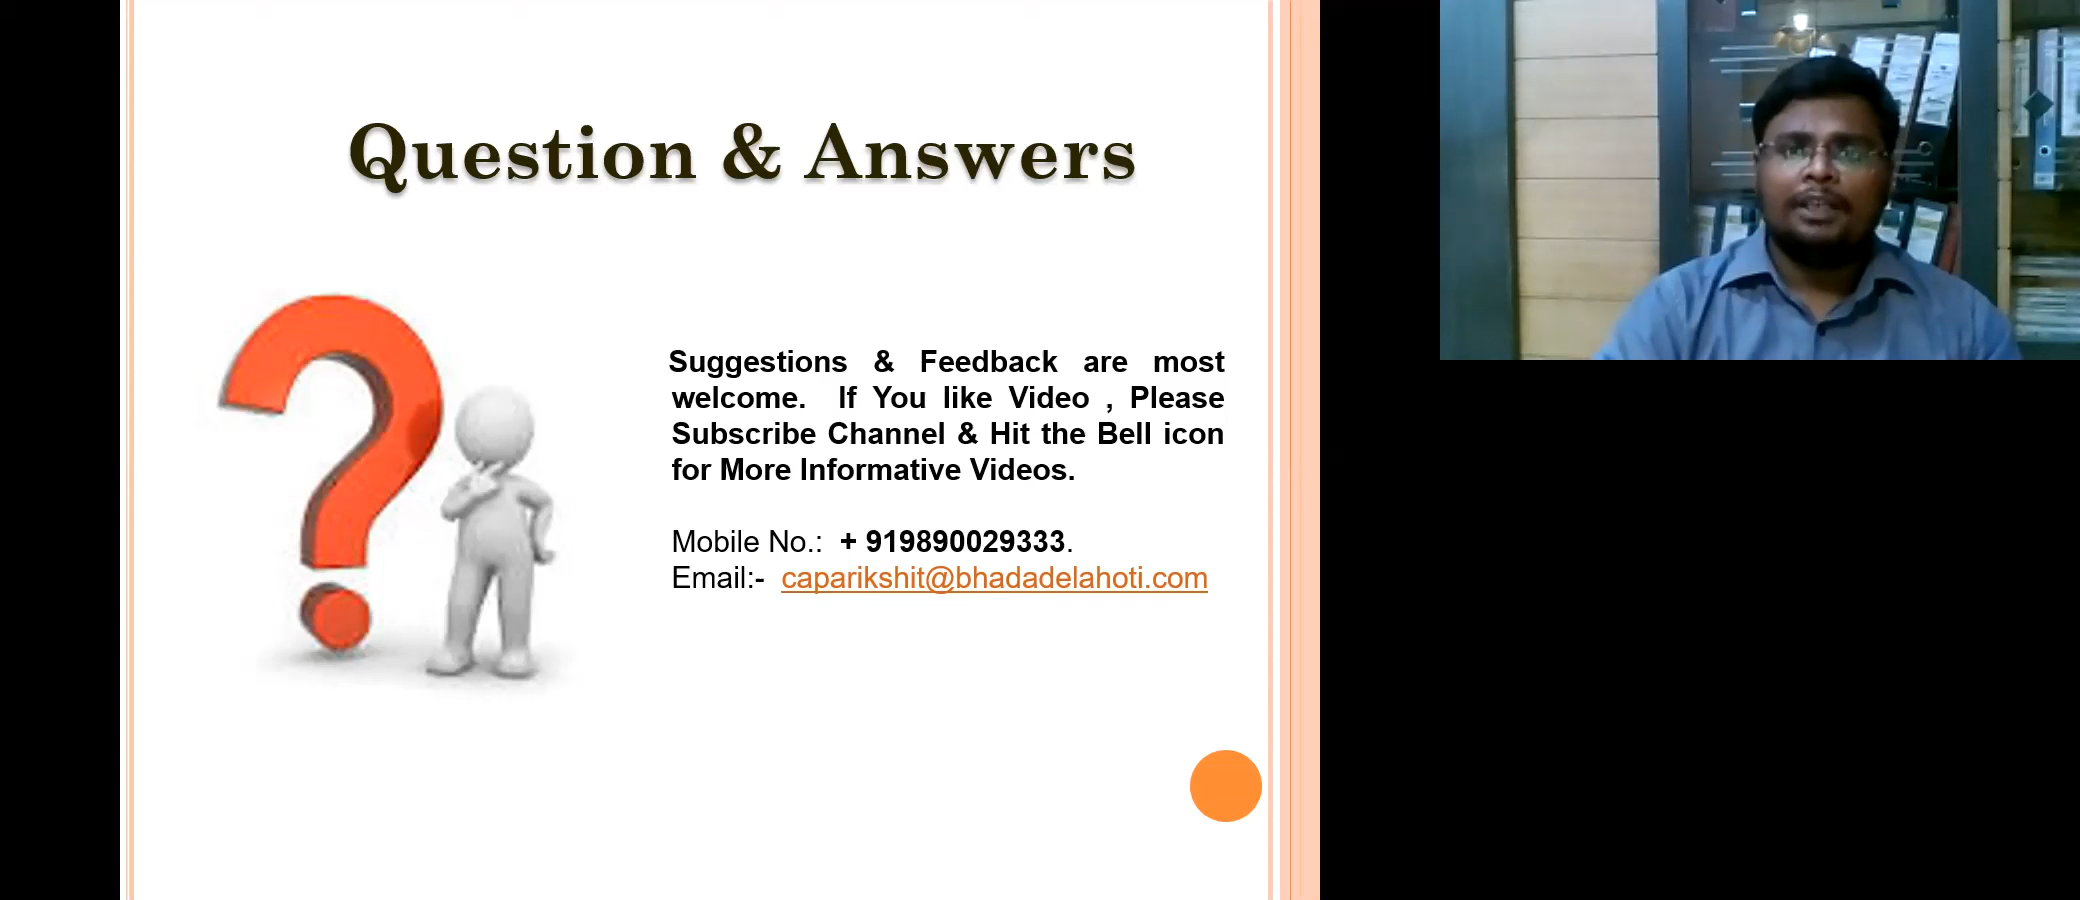 Question & Answers
Suggestions & Feedback are most
welcome. If You like Video , Please
Subscribe Channel & Hit the Bell icon
for More Informative Videos.
Mobile No.: + 919890029333.
Email:- caparikshit@bhadadelahoti.com